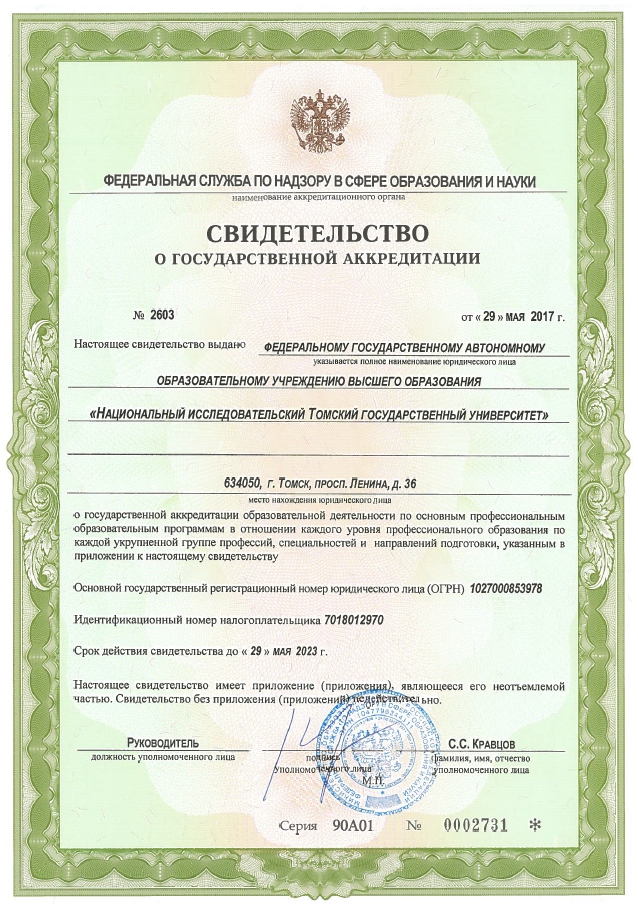 ФЕДЕРАЛЬНАЯ СЛУЖБА ПО НАДЗОРУ В СФЕРЕ ОБРАЗОВАНИЯ И НАУКИ
наименование аккредитационного органа
СВИДЕТЕЛЬСТВО
О ГОСУДАРСТВЕННОЙ АККРЕДИТАЦИИ
№ 2603 от « 29 » МАЯ 2017 г.
Настоящее свидетельство выдано ФЕДЕРАЛЬНОМУ ГОСУДАРСТВЕННОМУ АВТОНОМНОМУ
указывается полное наименование юридического лица
ОБРАЗОВАТЕЛЬНОМУ УЧРЕЖДЕНИЮ ВЫСШЕГО ОБРАЗОВАНИЯ
«НАЦИОНАЛЬНЫЙ ИССЛЕДОВАТЕЛЬСКИЙ ТОМСКИЙ ГОСУДАРСТВЕННЫЙ УНИВЕРСИТЕТ»
634050, г. ТОМСК, ПРОСП. ЛЕНИНА, Д. 36
место нахождения юридического лица
о государственной аккредитации образовательной деятельности по основным профессиональным
образовательным программам в отношении каждого уровня профессионального образования по
каждой укрупненной группе профессий, специальностей и направлений подготовки, указанным в
приложении к настоящему свидетельству
Основной государственный регистрационный номер юридического лица (ОГРН) 1027000853978
Идентификационный номер налогоплательщика 7018012970
Срок действия свидетельства до « 29 » МАЯ 2023 г.
Настоящее свидетельство имеет приложение (приложения), являющееся его неотъемлемой
частью. Свидетельство без приложения (приложений) недействительно.
РУКОВОДИТЕЛЬ С.С. КРАВЦОВ
должность уполномоченного лица подпись уполномоченного лица фамилия, имя, отчество уполномоченного лица
М.П.
Серия 90А01 № 0002731 *